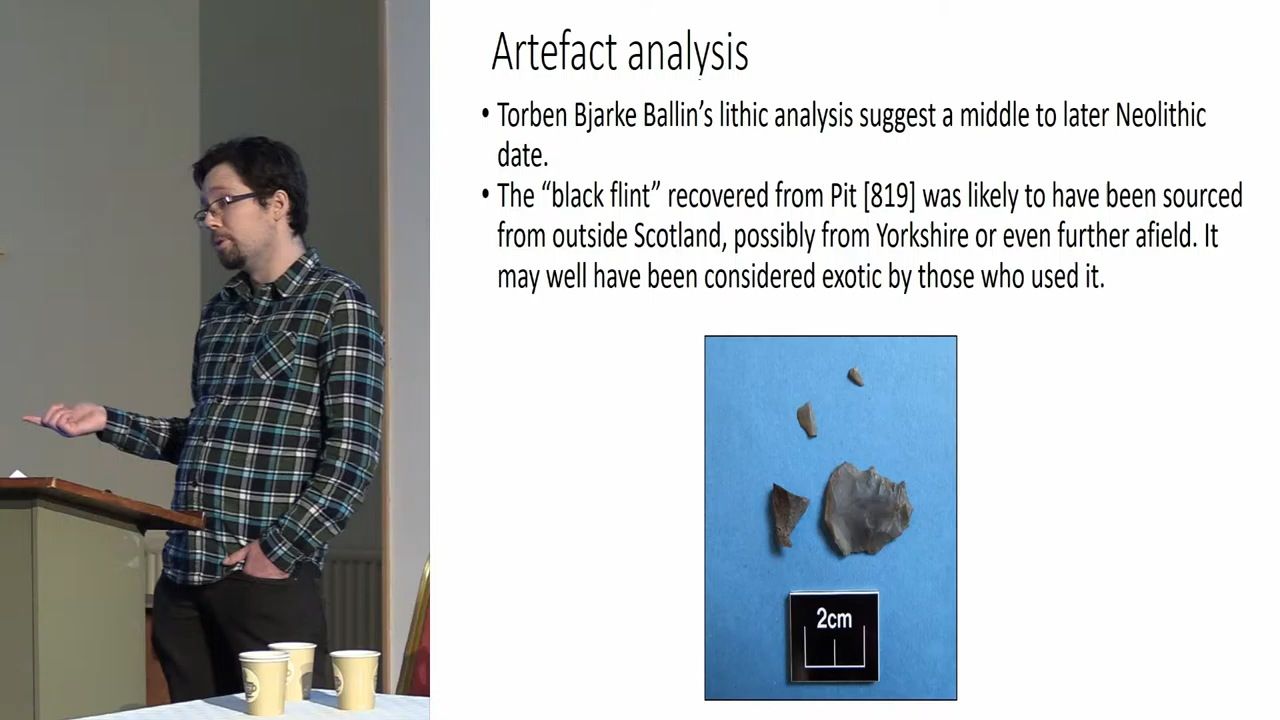 Artefact analysis
• Torben Bjarke Ballin’s lithic analysis suggest a middle to later Neolithic
date.
• The “black flint” recovered from Pit [819] was likely to have been sourced
from outside Scotland, possibly from Yorkshire or even further afield. It
may well have been considered exotic by those who used it.
2cm